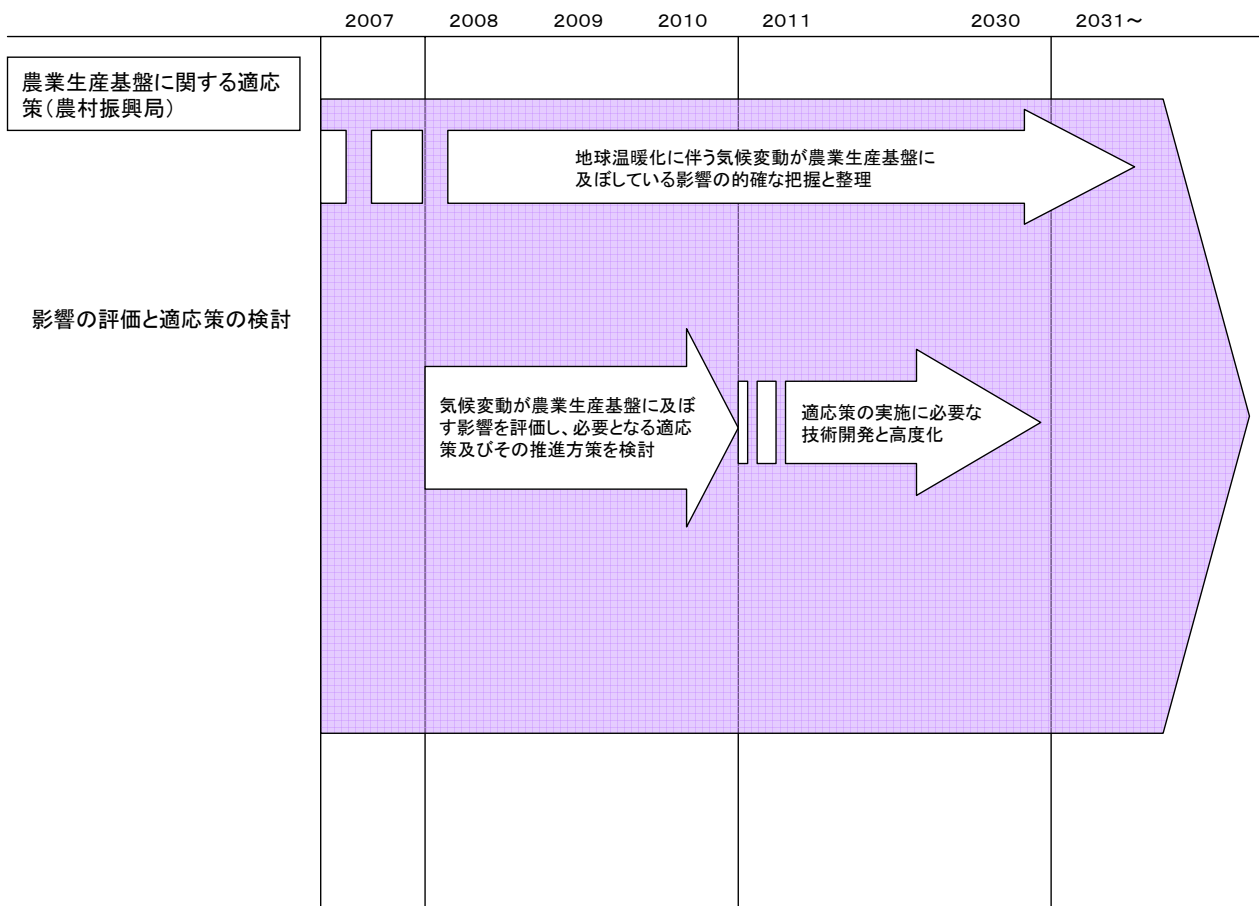 2007 2008 2009 2010 2011 2030 2031～
農業生産基盤に関する適応
策（農村振興局）
地球温暖化に伴う気候変動が農業生産基盤に
及ぼしている影響の的確な把握と整理
影響の評価と適応策の検討
気候変動が農業生産基盤に及ぼ
す影響を評価し、必要となる適応
策及びその推進方策を検討
適応策の実施に必要な
技術開発と高度化